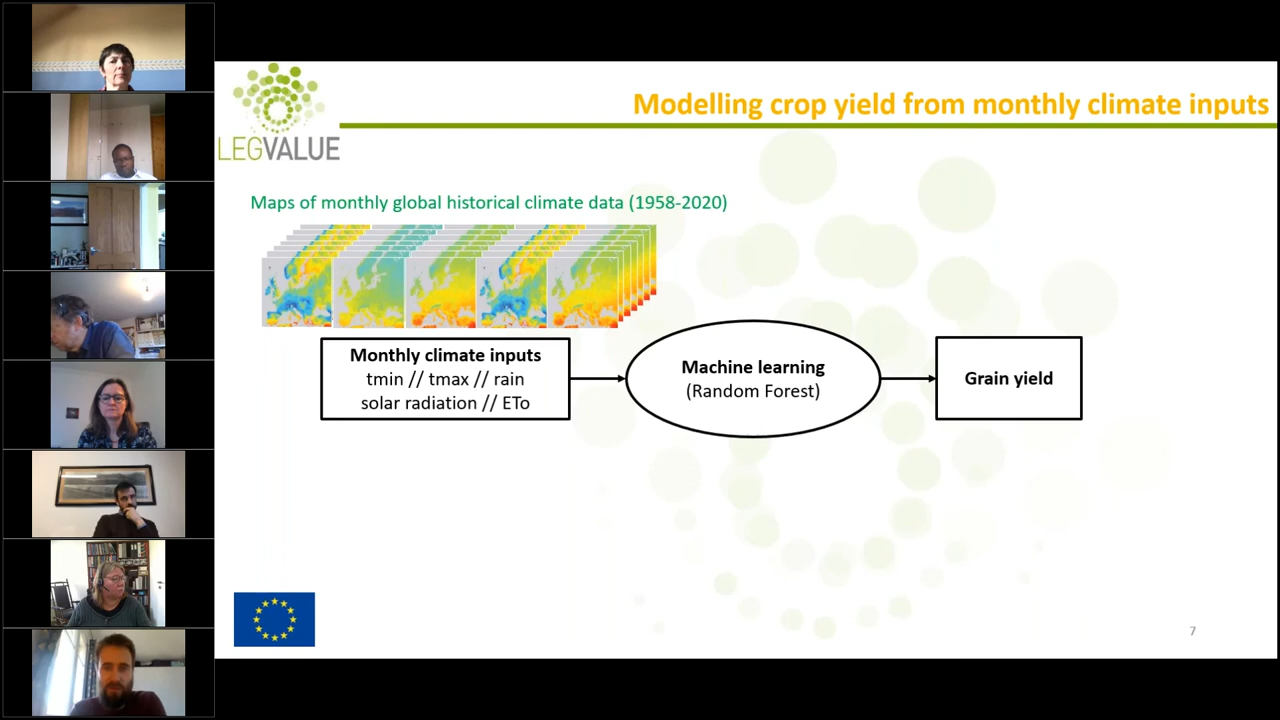 Modelling crop yield from monthly climate inputs
LEGVALUE
Maps of monthly global historical climate data (1958-2020)
Monthly climate inputs
tmin // tmax // rain
solar radiation // ETo
Machine learning
(Random Forest)
Grain yield
7